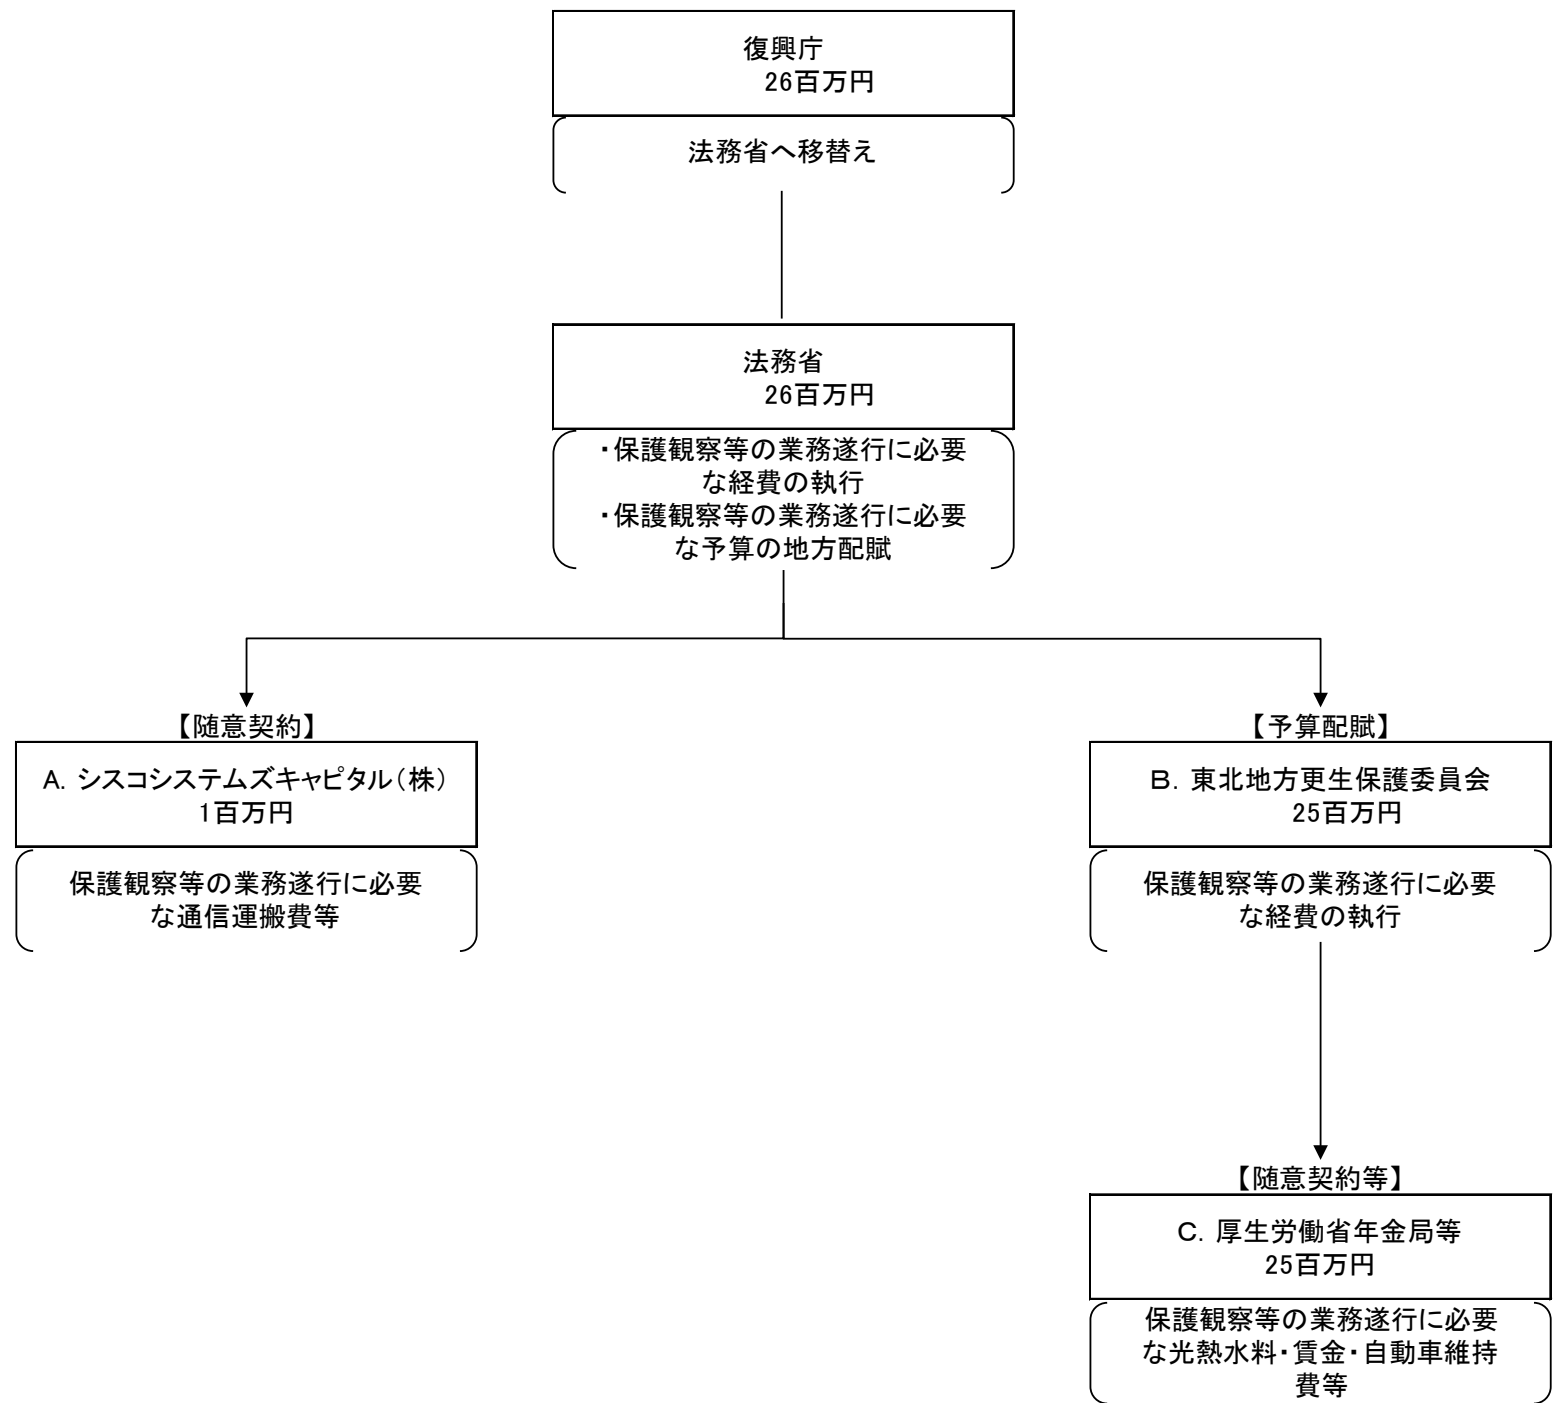 復興庁
26百万円
法務省へ移替え
法務省
26百万円
・保護観察等の業務遂行に必要
な経費の執行
・保護観察等の業務遂行に必要
な予算の地方配賦
【随意契約】
A．シスコシステムズキャピタル（株）
1百万円
保護観察等の業務遂行に必要
な通信運搬費等
【予算配賦】
Ｂ．東北地方更生保護委員会
25百万円
保護観察等の業務遂行に必要
な経費の執行
【随意契約等】
Ｃ．厚生労働省年金局等
25百万円
保護観察等の業務遂行に必要
な光熱水料・賃金・自動車維持
費等